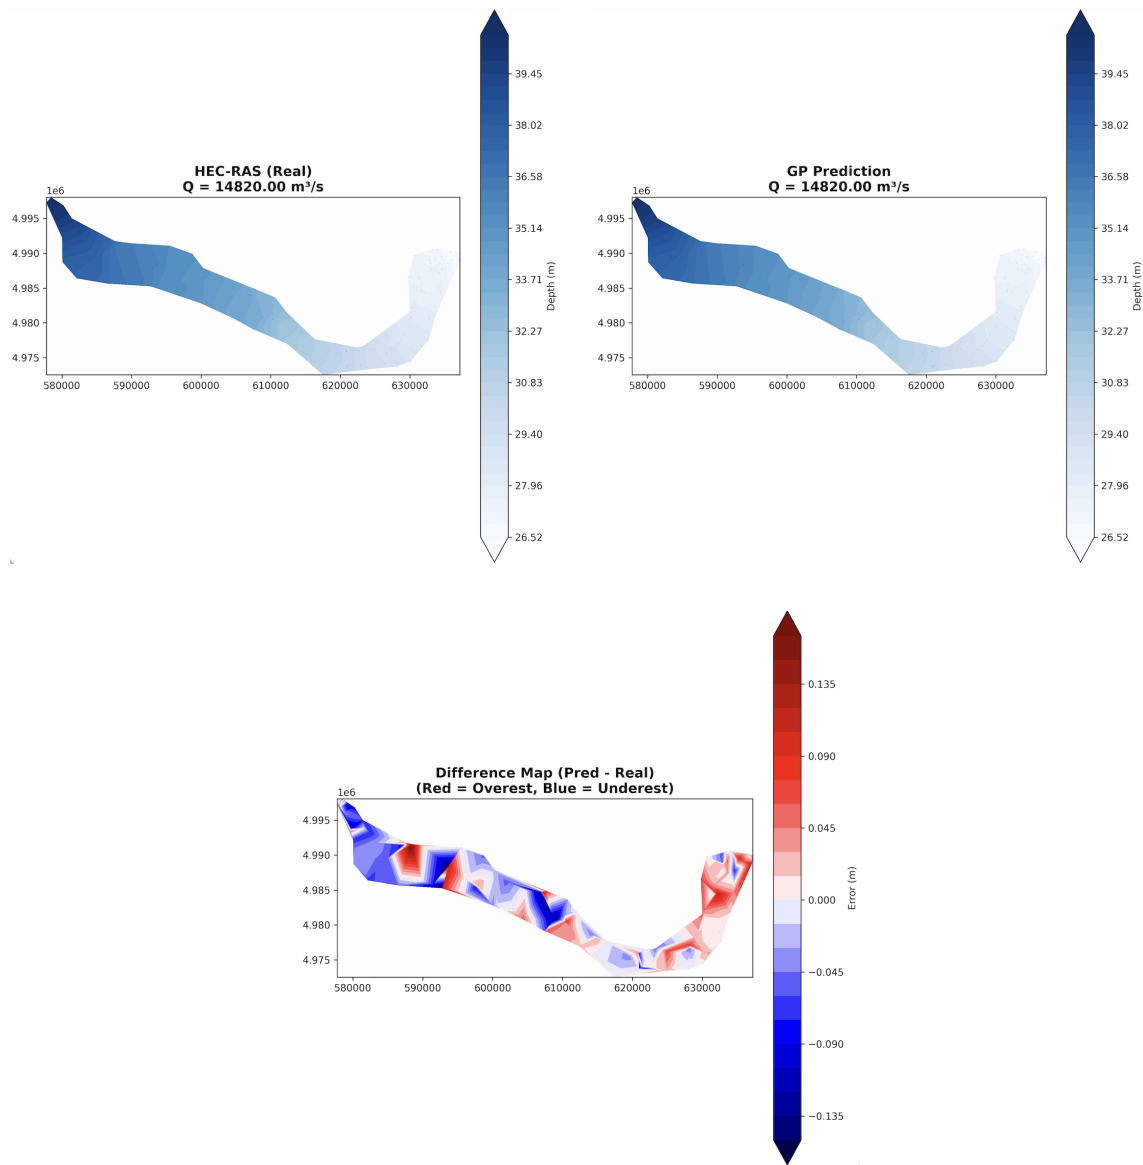 HEC-RAS (Real)
Q = 14820.00 m³/s
1e6
4.995
4.990
4.985
4.980
4.975
580000 590000 600000 610000 620000 630000
39.45
38.02
36.58
35.14
33.71
32.27
30.83
29.40
27.96
26.52
Depth (m)
GP Prediction
Q = 14820.00 m³/s
1e6
4.995
4.990
4.985
4.980
4.975
580000 590000 600000 610000 620000 630000
39.45
38.02
36.58
35.14
33.71
32.27
30.83
29.40
27.96
26.52
Depth (m)
Difference Map (Pred - Real)
(Red = Overest, Blue = Underest)
1e6
4.995
4.990
4.985
4.980
4.975
580000 590000 600000 610000 620000 630000
0.135
0.090
0.045
0.000
−0.045
−0.090
−0.135
Error (m)